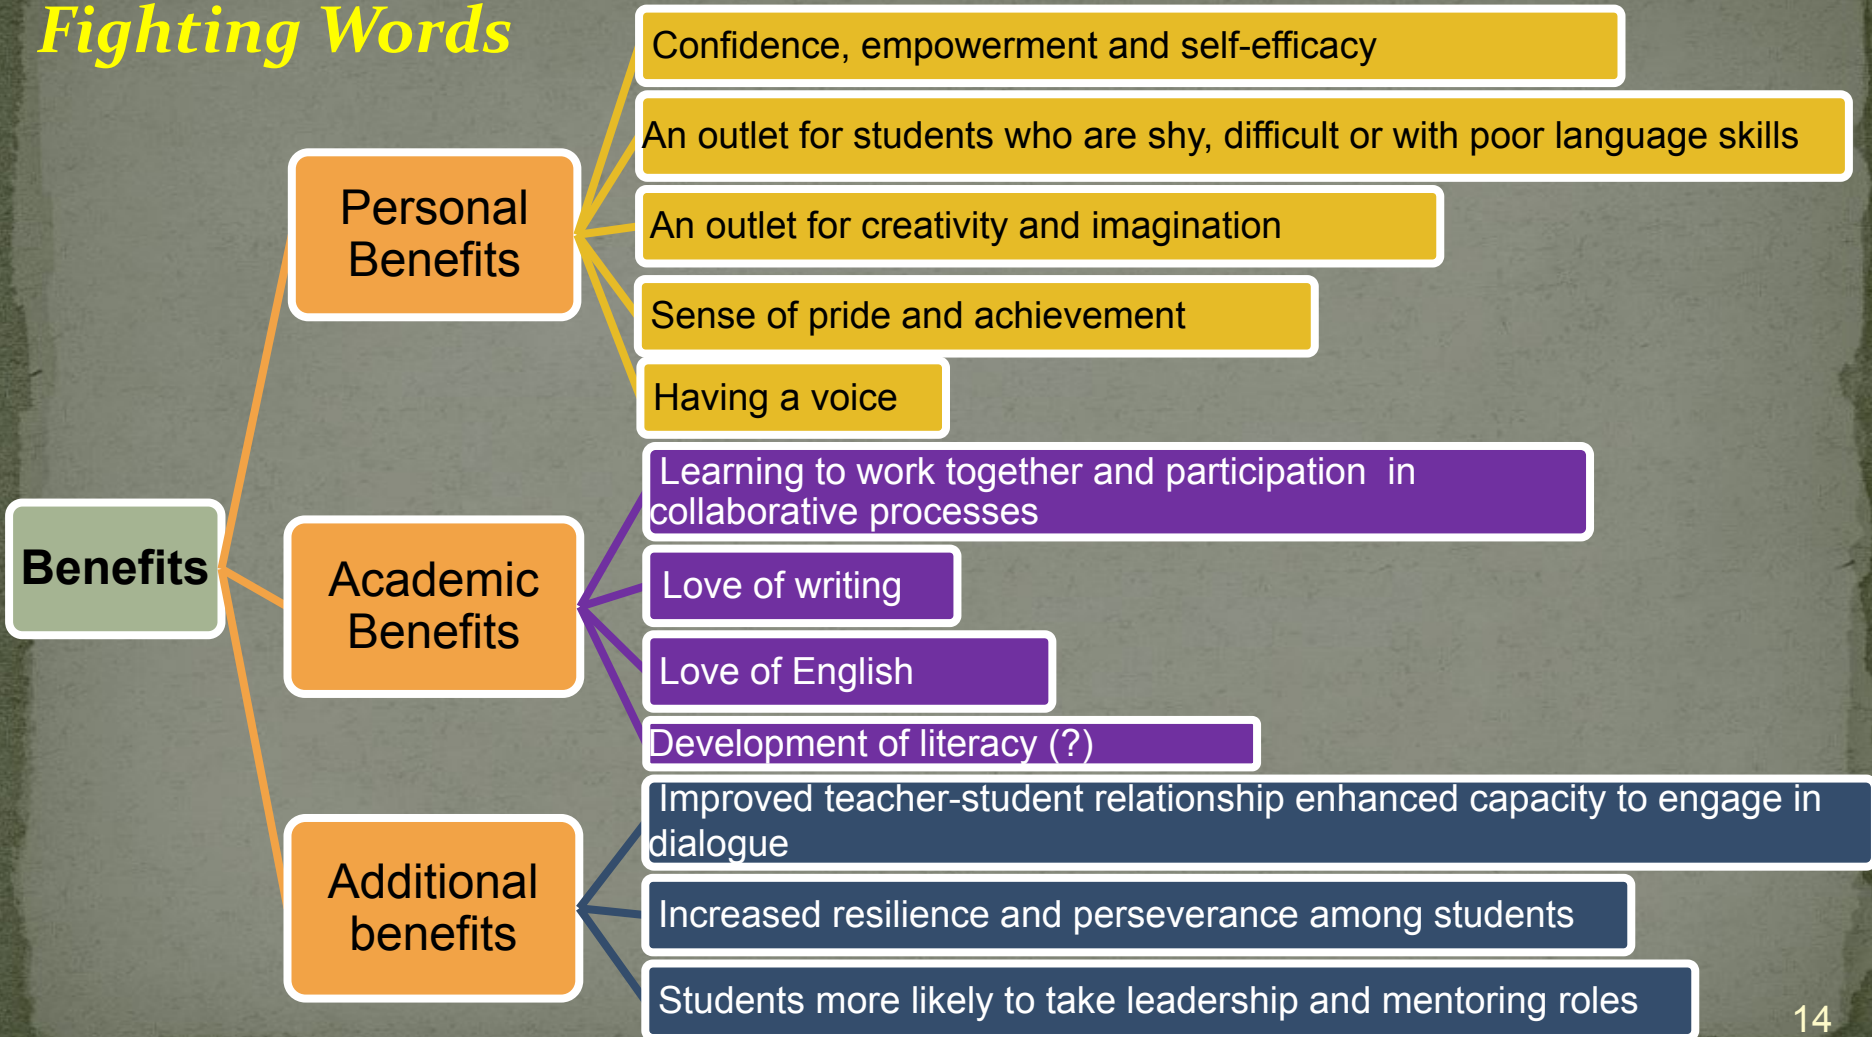 Fighting Words
Benefits
Personal
Benefits
Confidence, empowerment and self-efficacy
An outlet for students who are shy, difficult or with poor language skills
An outlet for creativity and imagination
Sense of pride and achievement
Having a voice
Academic
Benefits
Learning to work together and participation in
collaborative processes
Love of writing
Love of English
Development of literacy (?)
Additional
benefits
Improved teacher-student relationship enhanced capacity to engage in
dialogue
Increased resilience and perseverance among students
Students more likely to take leadership and mentoring roles
14